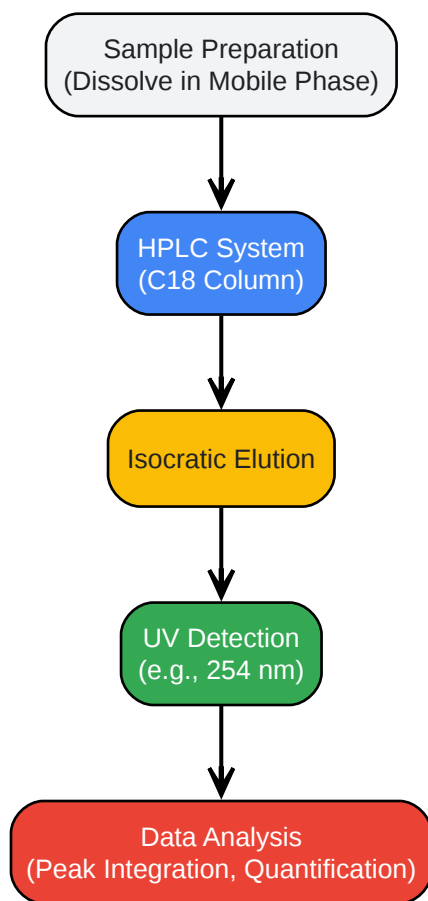 Sample Preparation
(Dissolve in Mobile Phase)
HPLC System
(C18 Column)
Isocratic Elution
UV Detection
(e.g., 254 nm)
Data Analysis
(Peak Integration, Quantification)